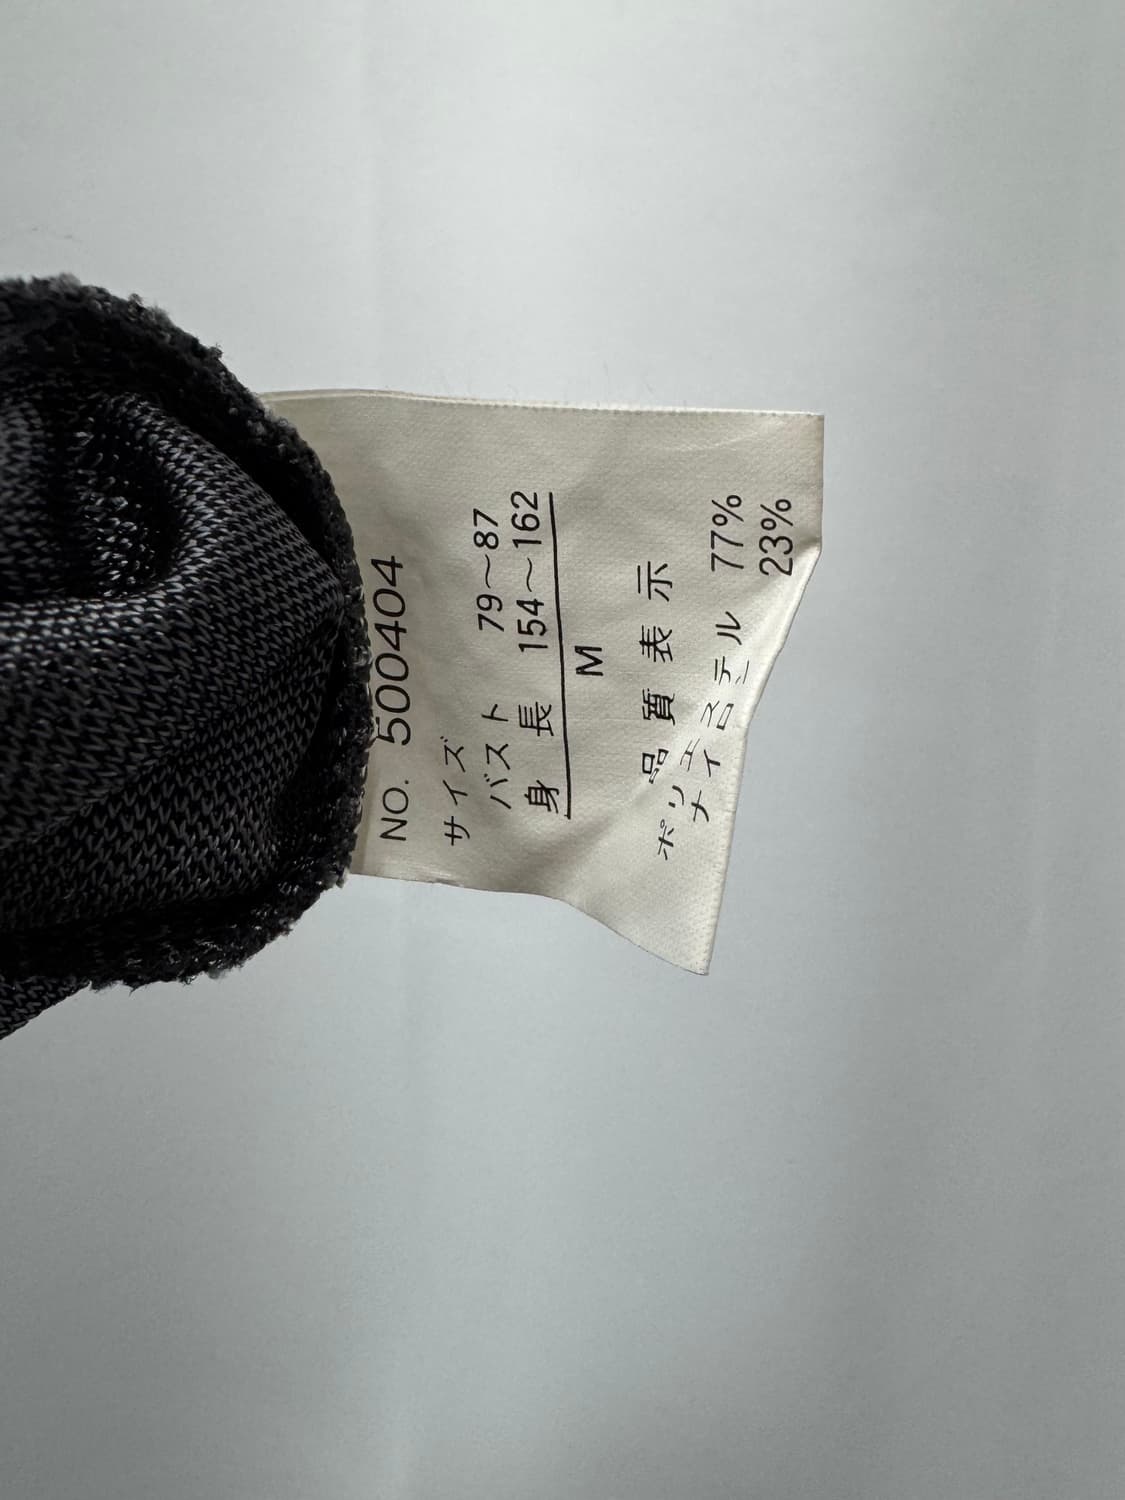 NO. 500404
サイズ
バスト 79〜87
身長 154〜162
M
品質表示
ポリエステル 77%
ナイロン 23%